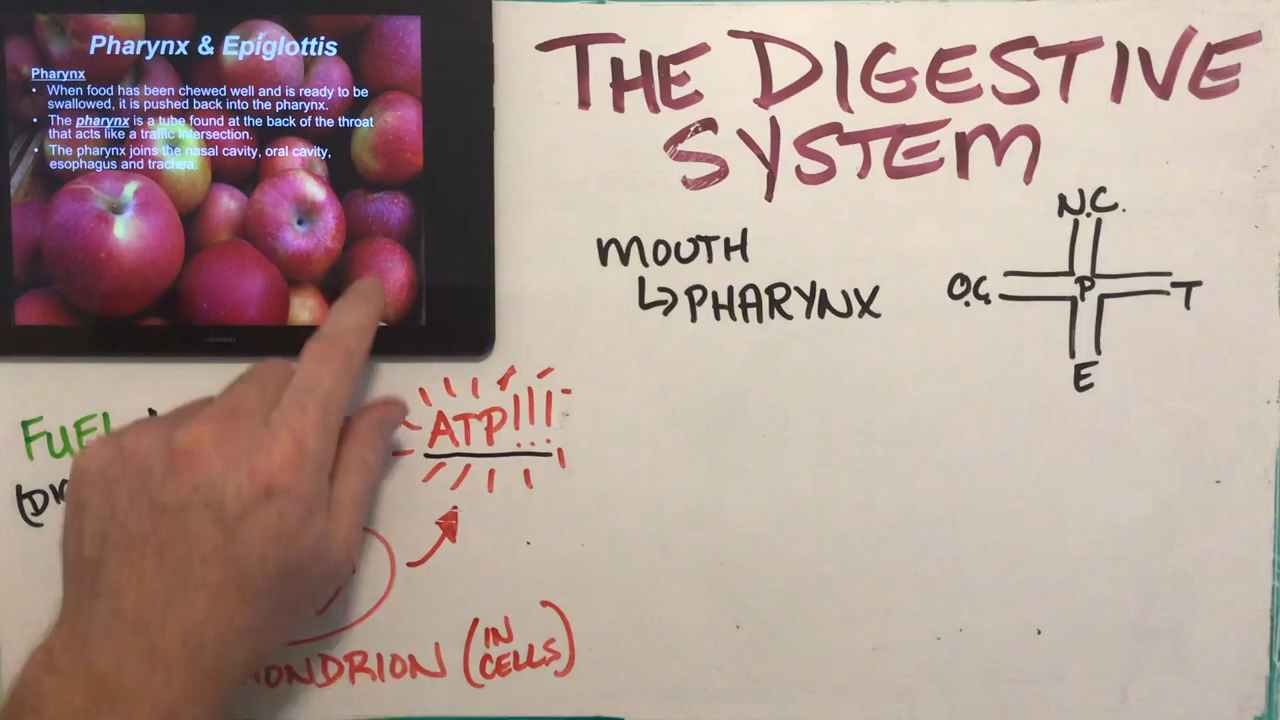 Pharynx & Epiglottis
Pharynx
• When food has been chewed well and is ready to be
swallowed, it is pushed back into the pharynx.
• The pharynx is a tube found at the back of the throat
that acts like a traffic intersection.
• The pharynx joins the nasal cavity, oral cavity,
esophagus and trachea.
THE DIGESTIVE
SYSTEM
MOUTH
↳PHARYNX
N.C.
O.C.
P
T
E
FUEL
ATP!!!
(IN
CELLS)